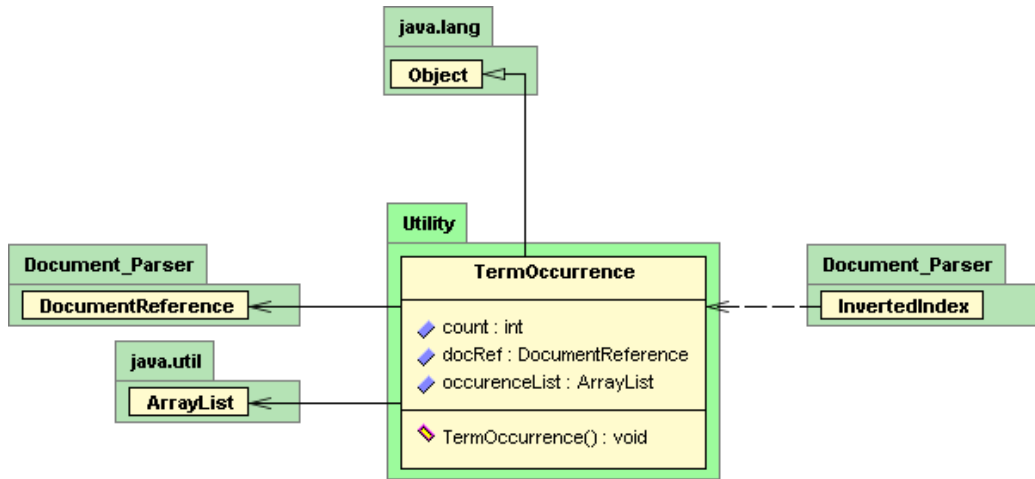 java.lang
Object
Utility
Document_Parser
DocumentReference
java.util
ArrayList
TermOccurrence
count : int
docRef : DocumentReference
occurenceList : ArrayList
TermOccurrence() : void
Document_Parser
InvertedIndex